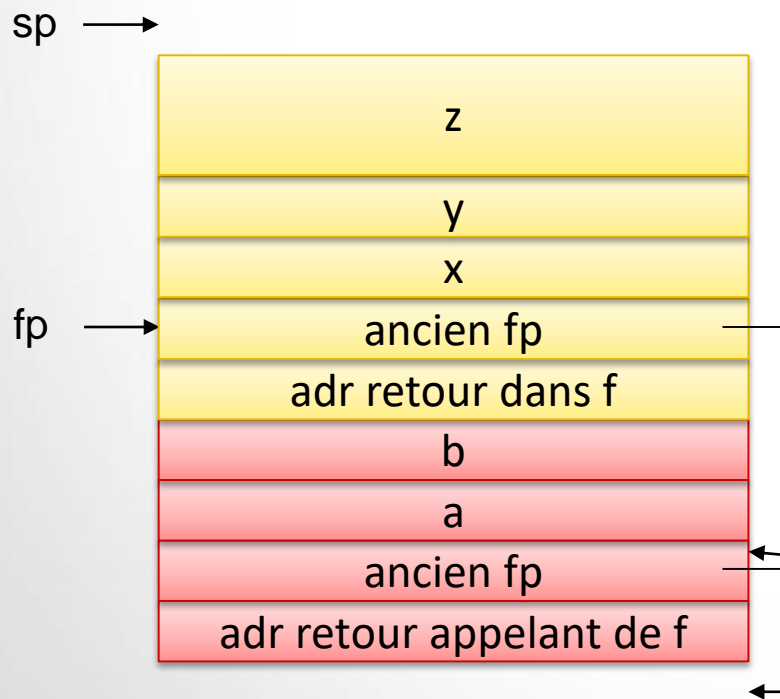 sp
z
y
x
fp
ancien fp
adr retour dans f
b
a
ancien fp
adr retour appelant de f